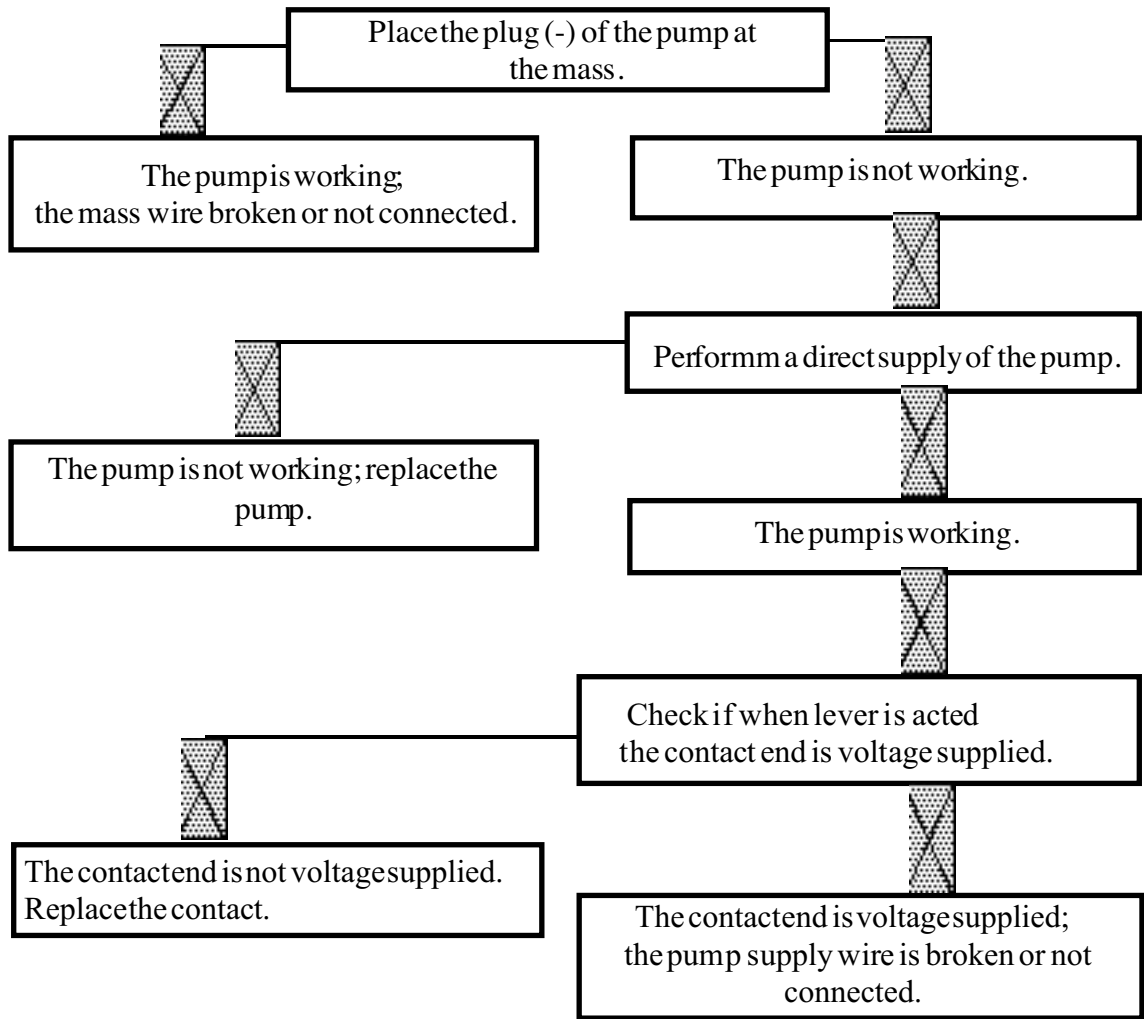 Place the plug (-) of the pump at
the mass.
The pump is working;
the mass wire broken or not connected.
The pump is not working.
Performm a direct supply of the pump.
The pump is not working; replace the
pump.
The pump is working.
Check if when lever is acted
the contact end is voltage supplied.
The contact end is not voltage supplied.
Replace the contact.
The contact end is voltage supplied;
the pump supply wire is broken or not
connected.